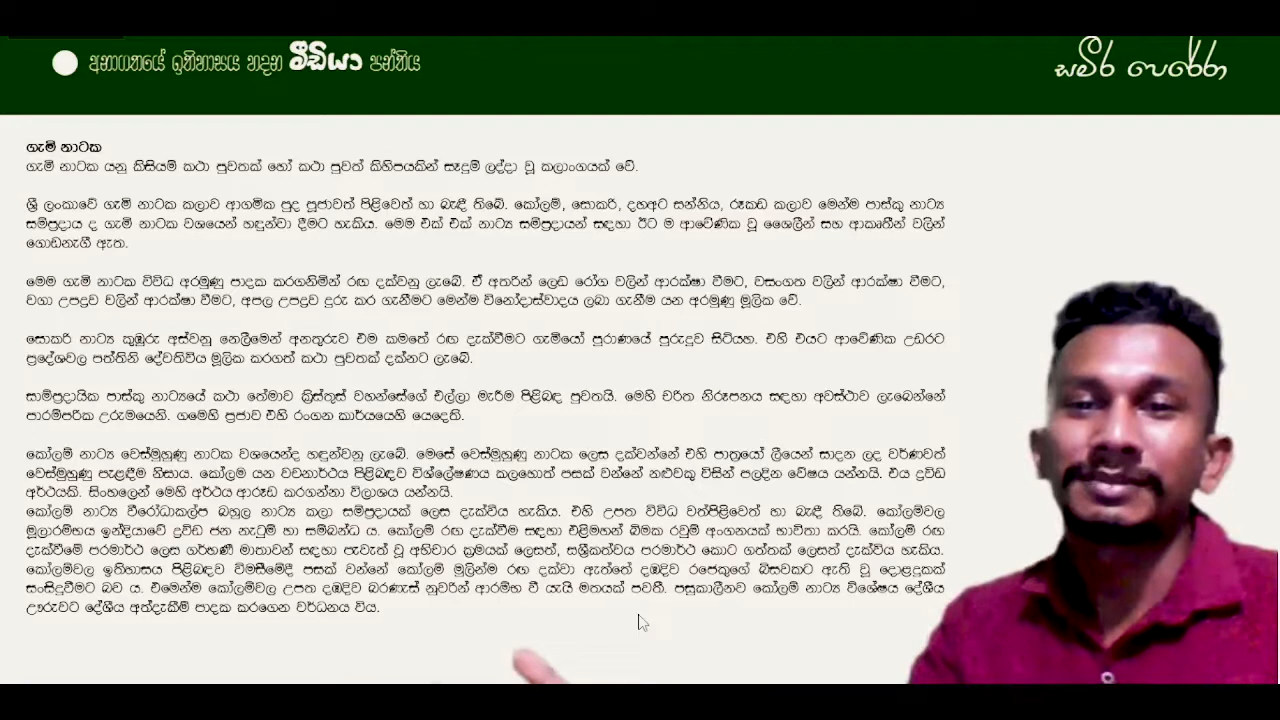 අනාගතයේ ඉතිහාසය හදන මීඩියා පන්තිය
සමීර පෙරේරා
ගැමි නාටක
ගැමි නාටක යනු කිසියම් කථා පුවතක් හෝ කථා පුවත් කිහිපයකින් සෑදුම් ලද්දා වූ කලාංගයක් වේ.
ශ්‍රී ලංකාවේ ගැමි නාටක කලාව ආගමික පුද පූජාවත් පිළිවෙත් හා බැඳී තිබේ. කෝලම්, සොකරි, දහඅට සන්නිය, රූකඩ කලාව මෙන්ම පාස්කු නාට්‍ය
සම්ප්‍රදාය ද ගැමි නාටක වශයෙන් හඳුන්වා දීමට හැකිය. මෙම එක් එක් නාට්‍ය සම්ප්‍රදායන් සඳහා ඊට ම ආවේණික වූ ශෛලීන් සහ ආකෘතීන් වලින්
ගොඩනැගී ඇත.
මෙම ගැමි නාටක විවිධ අරමුණු පාදක කරගනිමින් රඟ දක්වනු ලැබේ. ඒ අතරින් ලෙඩ රෝග වලින් ආරක්ෂා වීමට, වසංගත වලින් ආරක්ෂා වීමට,
වගා උපද්‍රව වලින් ආරක්ෂා වීමට, අපල උපද්‍රව දුරු කර ගැනීමට මෙන්ම විනෝදාස්වාදය ලබා ගැනීම යන අරමුණු මූලික වේ.
සොකරි නාට්‍ය කුඹුරු අස්වනු නෙලීමෙන් අනතුරුව එම කමතේ රඟ දැක්වීමට ගැමියෝ පුරාණයේ පුරුදුව සිටියහ. එහි එයට ආවේණික උඩරට
ප්‍රදේශවල පත්තිනි දේවත්විය මූලික කරගත් කථා පුවතක් දක්නට ලැබේ.
සාම්ප්‍රදායික පාස්කු නාට්‍යයේ කථා තේමාව ක්‍රිස්තුස් වහන්සේගේ එල්ලා මැරීම පිළිබඳ පුවතයි. මෙහි චරිත නිරූපනය සඳහා අවස්ථාව ලැබෙන්නේ
පාරම්පරික උරුමයෙනි. ගමෙහි ප්‍රජාව එහි රංගන කාර්යයෙහි යෙදෙති.
කෝලම් නාට්‍ය වෙස්මුහුණු නාටක වශයෙන්ද හඳුන්වනු ලැබේ. මෙසේ වෙස්මුහුණු නාටක ලෙස දක්වන්නේ එහි පාත්‍රයෝ ලීයෙන් සාදන ලද වර්ණවත්
වෙස්මුහුණු පැළඳීම නිසාය. කෝලම යන වචනාර්ථය පිළිබඳව විශ්ලේෂණය කලහොත් පසක් වන්නේ නළුවකු විසින් පලදින වේෂය යන්නයි. එය ද්‍රවිඩ
අර්ථයකි. සිංහලෙන් මෙහි අර්ථය ආරූඪ කරගන්නා විලාශය යන්නයි.
කෝලම් නාට්‍ය විරෝධාකල්ප බහුල නාට්‍ය කලා සම්ප්‍රදායක් ලෙස දැක්විය හැකිය. එහි උපත විවිධ වත්පිළිවෙත් හා බැඳී තිබේ. කෝලම්වල
මූලාරම්භය ඉන්දියාවේ ද්‍රවිඩ ජන නැටුම් හා සම්බන්ධ ය. කෝලම් රඟ දැක්වීම සඳහා එළිමහන් බිමක රවුම් අංගනයක් භාවිතා කරයි. කෝලම් රඟ
දැක්වීමේ පරමාර්ථ ලෙස ගර්භණී මාතාවන් සඳහා පැවැත් වූ අභිචාර ක්‍රමයක් ලෙසත්, සශ්‍රීකත්වය පරමාර්ථ කොට ගත්තක් ලෙසත් දැක්විය හැකිය.
කෝලම්වල ඉතිහාසය පිළිබඳව විමසීමේදී පසක් වන්නේ කෝලම් මුලින්ම රඟ දක්වා ඇත්තේ දඹදිව රජෙකුගේ බිසවකට ඇති වූ දොළදුකක්
සංසිදුවීමට බව ය. එමෙන්ම කෝලම්වල උපත දඹදිව බරණැස් නුවරින් ආරම්භ වී යැයි මතයක් පවතී. පසුකාලීනව කෝලම් නාට්‍ය විශේෂය දේශීය
ඌරුවට දේශීය අත්දැකීම් පාදක කරගෙන වර්ධනය විය.